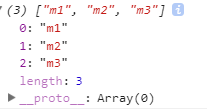 ▼ (3) ["m1", "m2", "m3"] i
0: "m1"
1: "m2"
2: "m3"
length: 3
▶ __proto__: Array(0)